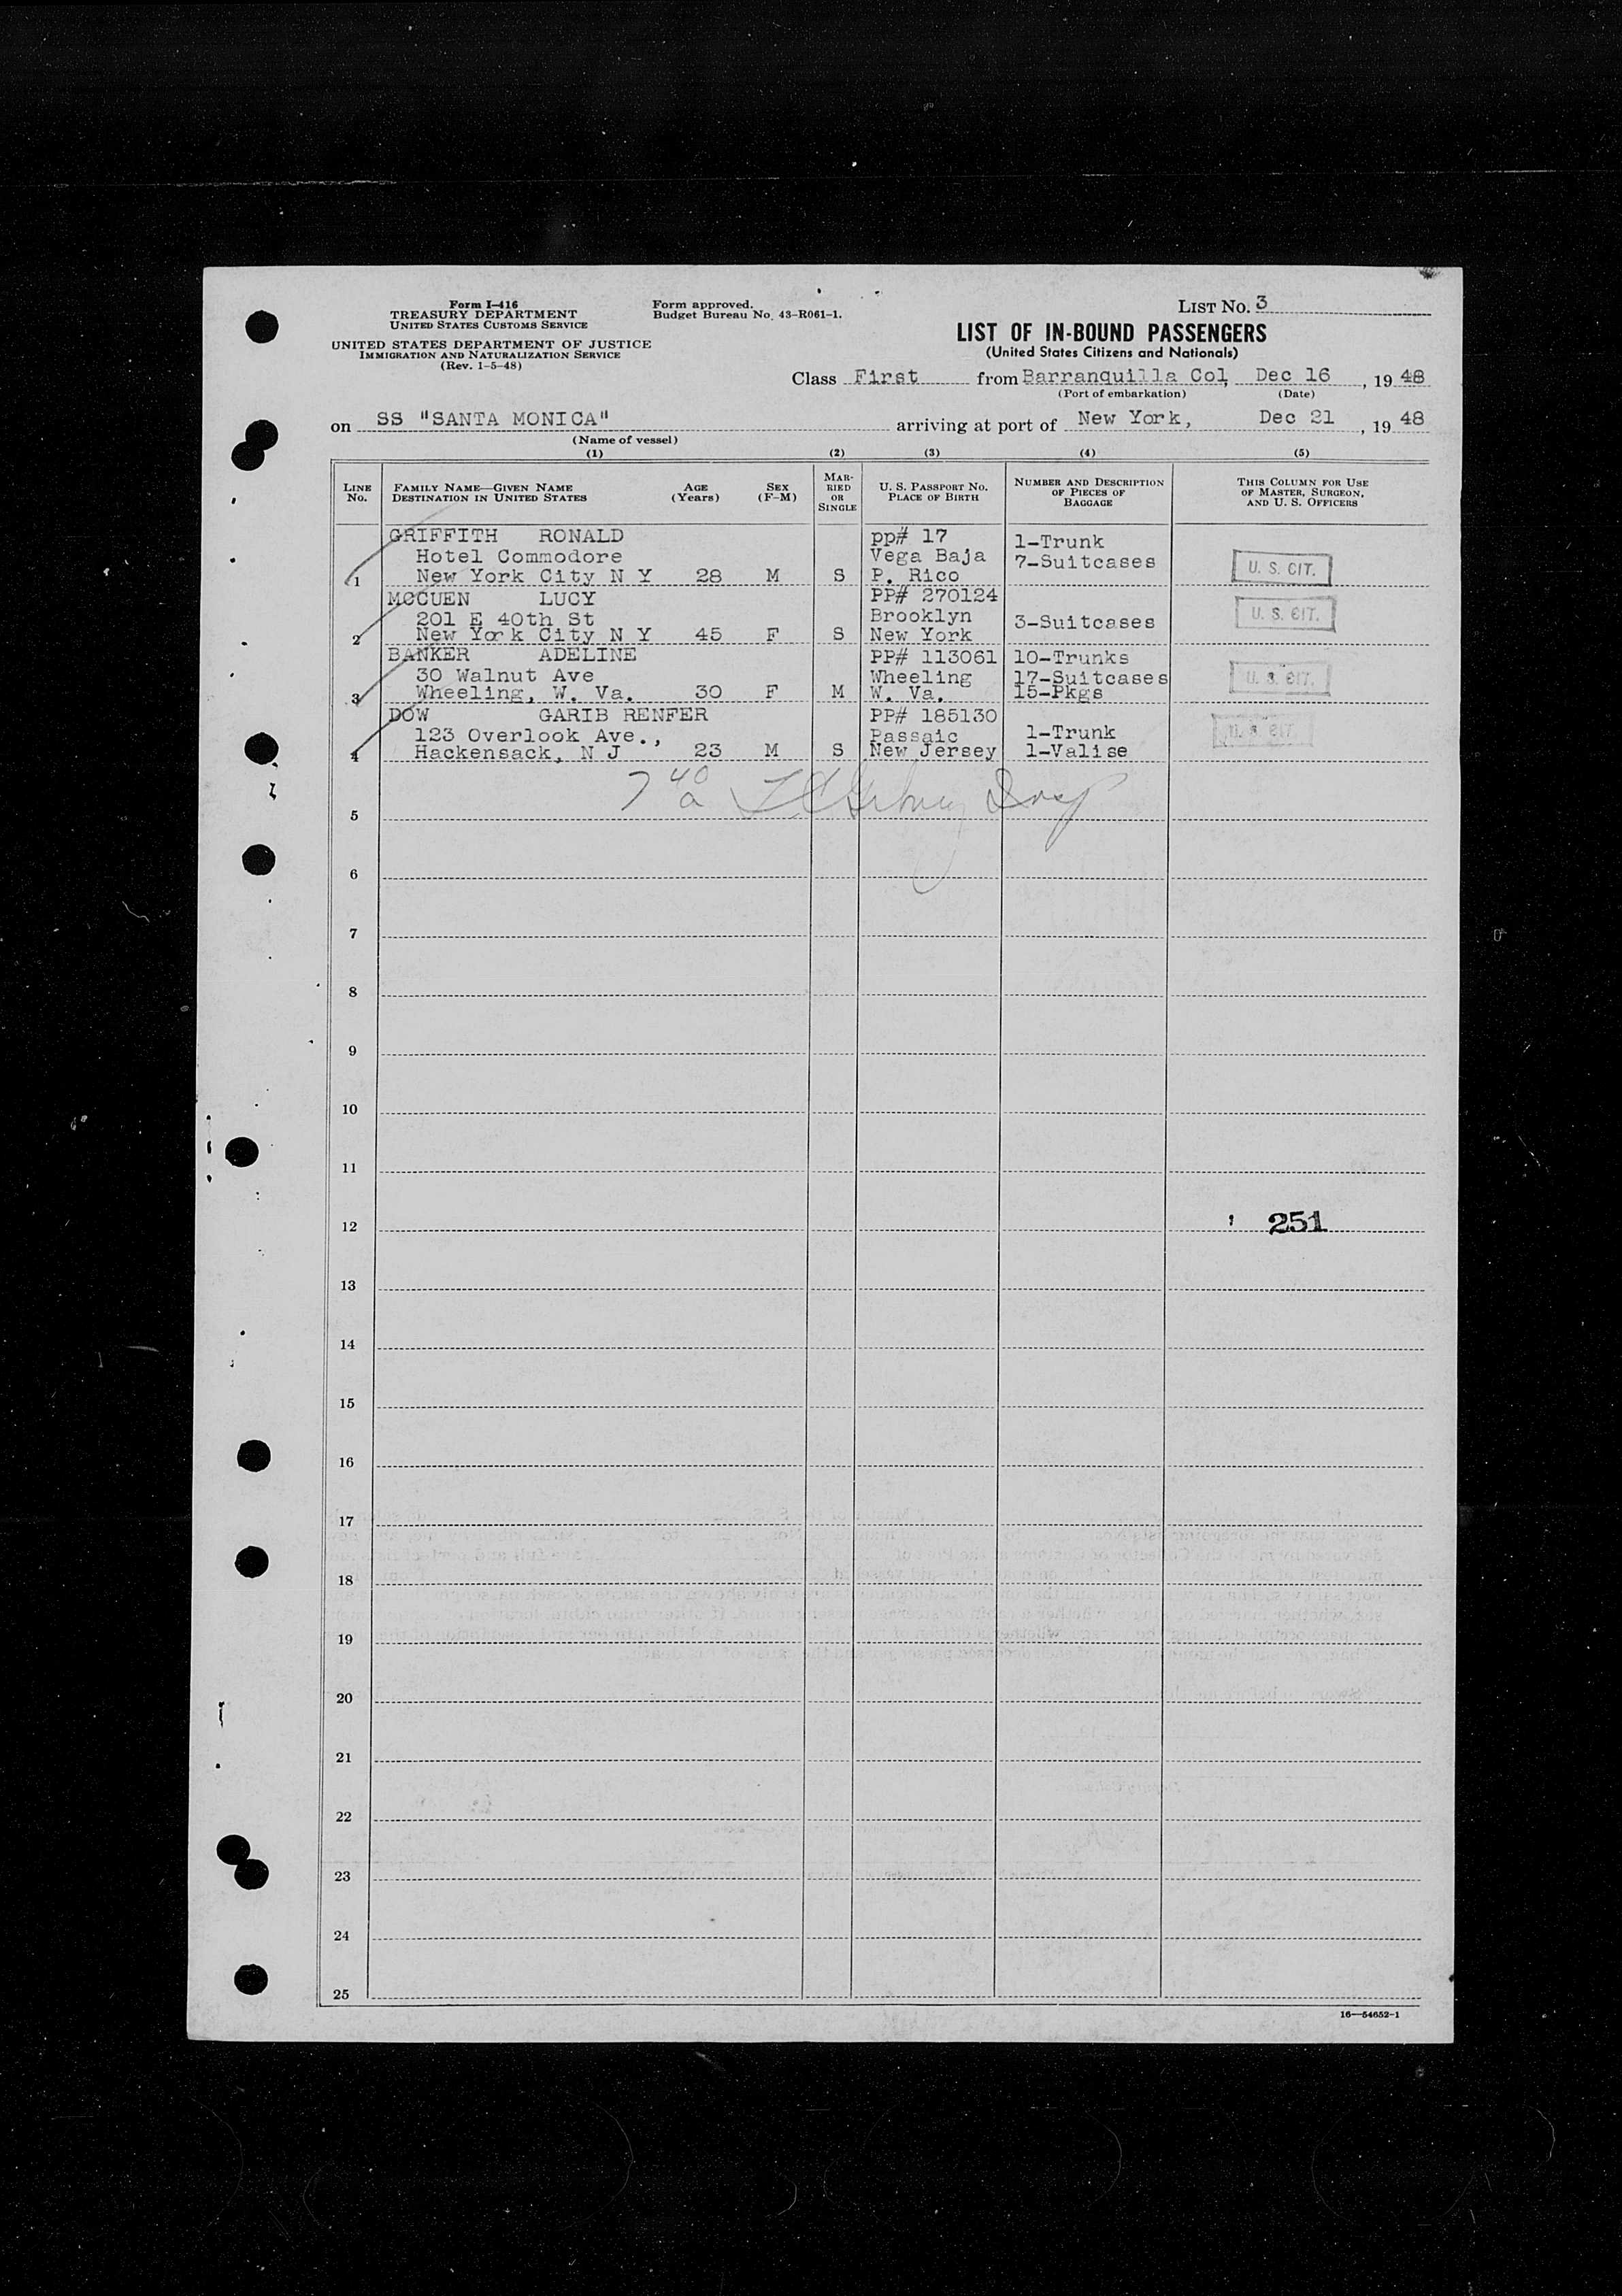 Form I-416
TREASURY DEPARTMENT
UNITED STATES CUSTOMS SERVICE
UNITED STATES DEPARTMENT OF JUSTICE
IMMIGRATION AND NATURALIZATION SERVICE
(Rev. 1-5-48)
Form approved.
Budget Bureau No. 43-R061-1.
LIST No. 3
LIST OF IN-BOUND PASSENGERS
(United States Citizens and Nationals)
Class First from Barranquilla Col, Dec 16, 19 48
(Port of embarkation) (Date)
on SS "SANTA MONICA" arriving at port of New York, Dec 21, 19 48
(Name of vessel)
(1) (2) (3) (4) (5)
LINE No.
FAMILY NAME—GIVEN NAME
DESTINATION IN UNITED STATES
AGE (Years)
SEX (F-M)
MARRIED OR SINGLE
U. S. PASSPORT NO.
PLACE OF BIRTH
NUMBER AND DESCRIPTION OF PIECES OF BAGGAGE
THIS COLUMN FOR USE OF MASTER, SURGEON, AND U. S. OFFICERS
GRIFFITH RONALD pp# 17 1-Trunk
Hotel Commodore Vega Baja 7-Suitcases
1 New York City N Y 28 M S P. Rico U. S. CIT.
MCCUEN LUCY PP# 270124
201 E 40th St Brooklyn 3-Suitcases
2 New York City N Y 45 F S New York U. S. CIT.
BANKER ADELINE PP# 113061 10-Trunks
30 Walnut Ave Wheeling 17-Suitcases
3 Wheeling, W. Va. 30 F M W. Va. 15-Pkgs U. S. CIT.
DOW GARIB RENFER PP# 185130
123 Overlook Ave., Passaic 1-Trunk
4 Hackensack, N J 23 M S New Jersey 1-Valise U. S. CIT.
7 40 a
5
6
7
8
9
10
11
12 251
13
14
15
16
17
18
19
20
21
22
23
24
25
16—54652-1